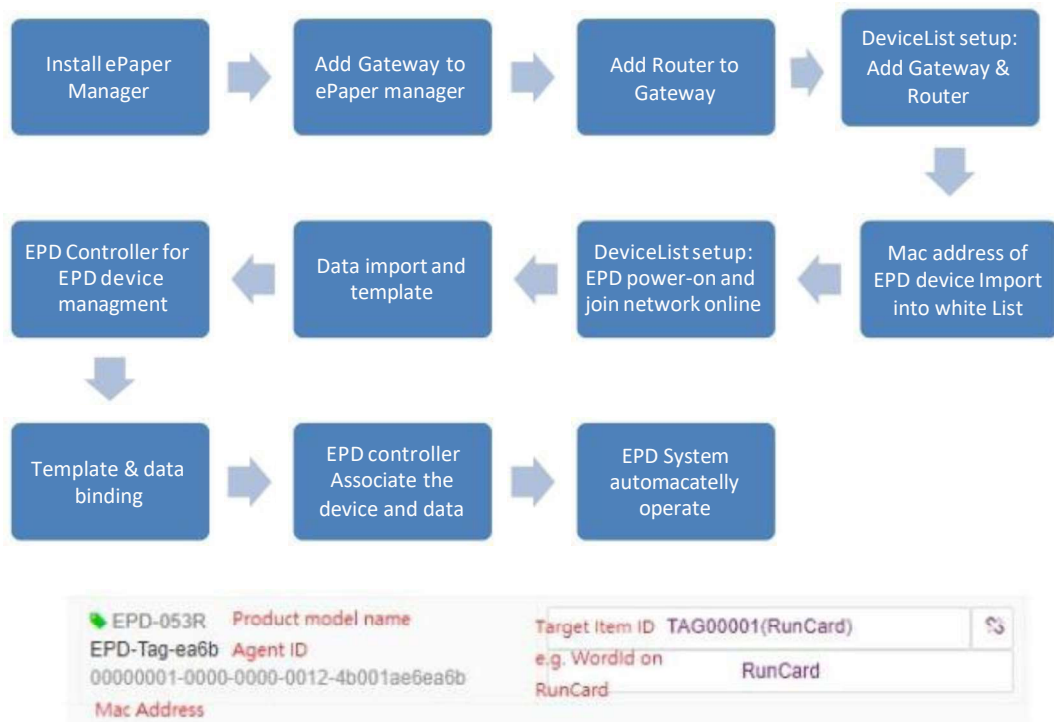 Install ePaper
Manager
Add Gateway to
ePaper manager
Add Router to
Gateway
DeviceList setup:
Add Gateway &
Router
Mac address of
EPD device Import
into white List
DeviceList setup:
EPD power-on and
join network online
Data import and
template
EPD Controller for
EPD device
managment
Template & data
binding
EPD controller
Associate the
device and data
EPD System
automacatelly
operate
EPD-053R Product model name
EPD-Tag-ea6b Agent ID
00000001-0000-0000-0012-4b001ae6ea6b
Mac Address
Target Item ID TAG00001(RunCard)
e.g. WordId on
RunCard
RunCard